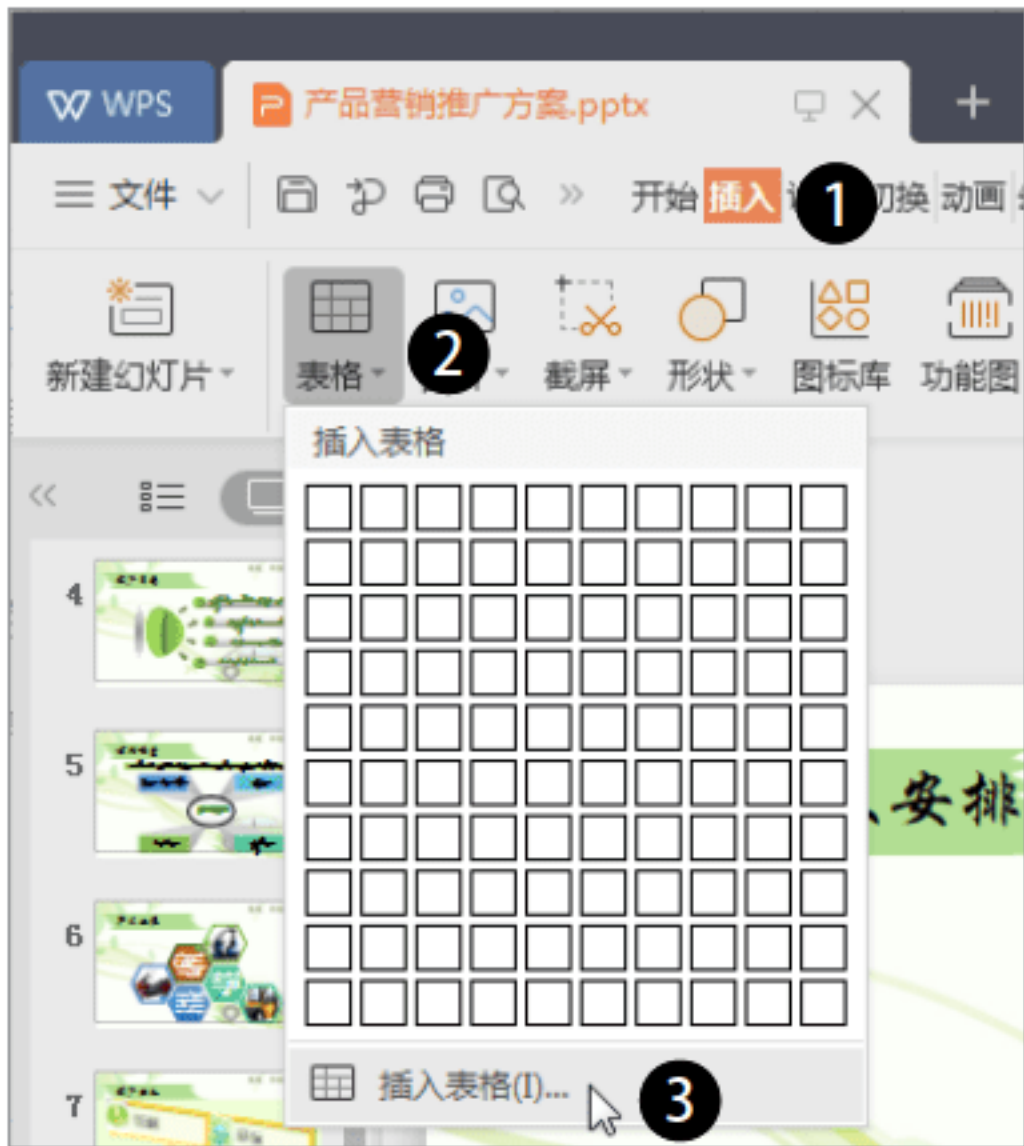 WPS
产品营销推广方案.pptx
文件
开始 插入 切换 动画
1
新建幻灯片 表格 截屏 形状 图标库 功能图
2
插入表格
4
5
安排
6
7
插入表格(I)...
3